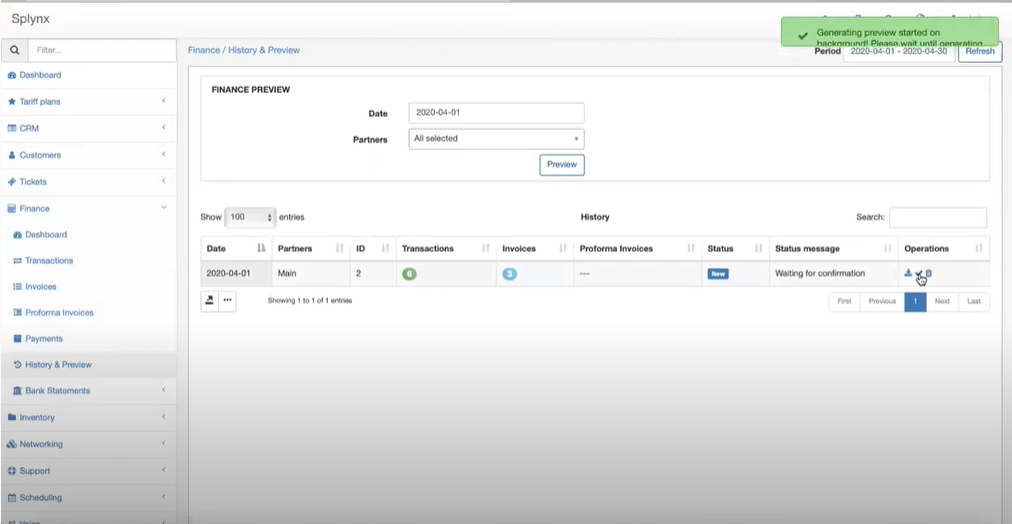 Splynx
Generating preview started on
background! Please wait until generating
Filter...
Finance / History & Preview
Period 2020-04-01 - 2020-04-30 Refresh
Dashboard
Tariff plans
CRM
Customers
Tickets
Finance
Dashboard
Transactions
Invoices
Proforma Invoices
Payments
History & Preview
Bank Statements
Inventory
Networking
Support
Scheduling
Voice
FINANCE PREVIEW
Date 2020-04-01
Partners All selected
Preview
Show 100 entries History Search:
Date Partners ID Transactions Invoices Proforma Invoices Status Status message Operations
2020-04-01 Main 2 6 3 --- New Waiting for confirmation
Showing 1 to 1 of 1 entries First Previous 1 Next Last